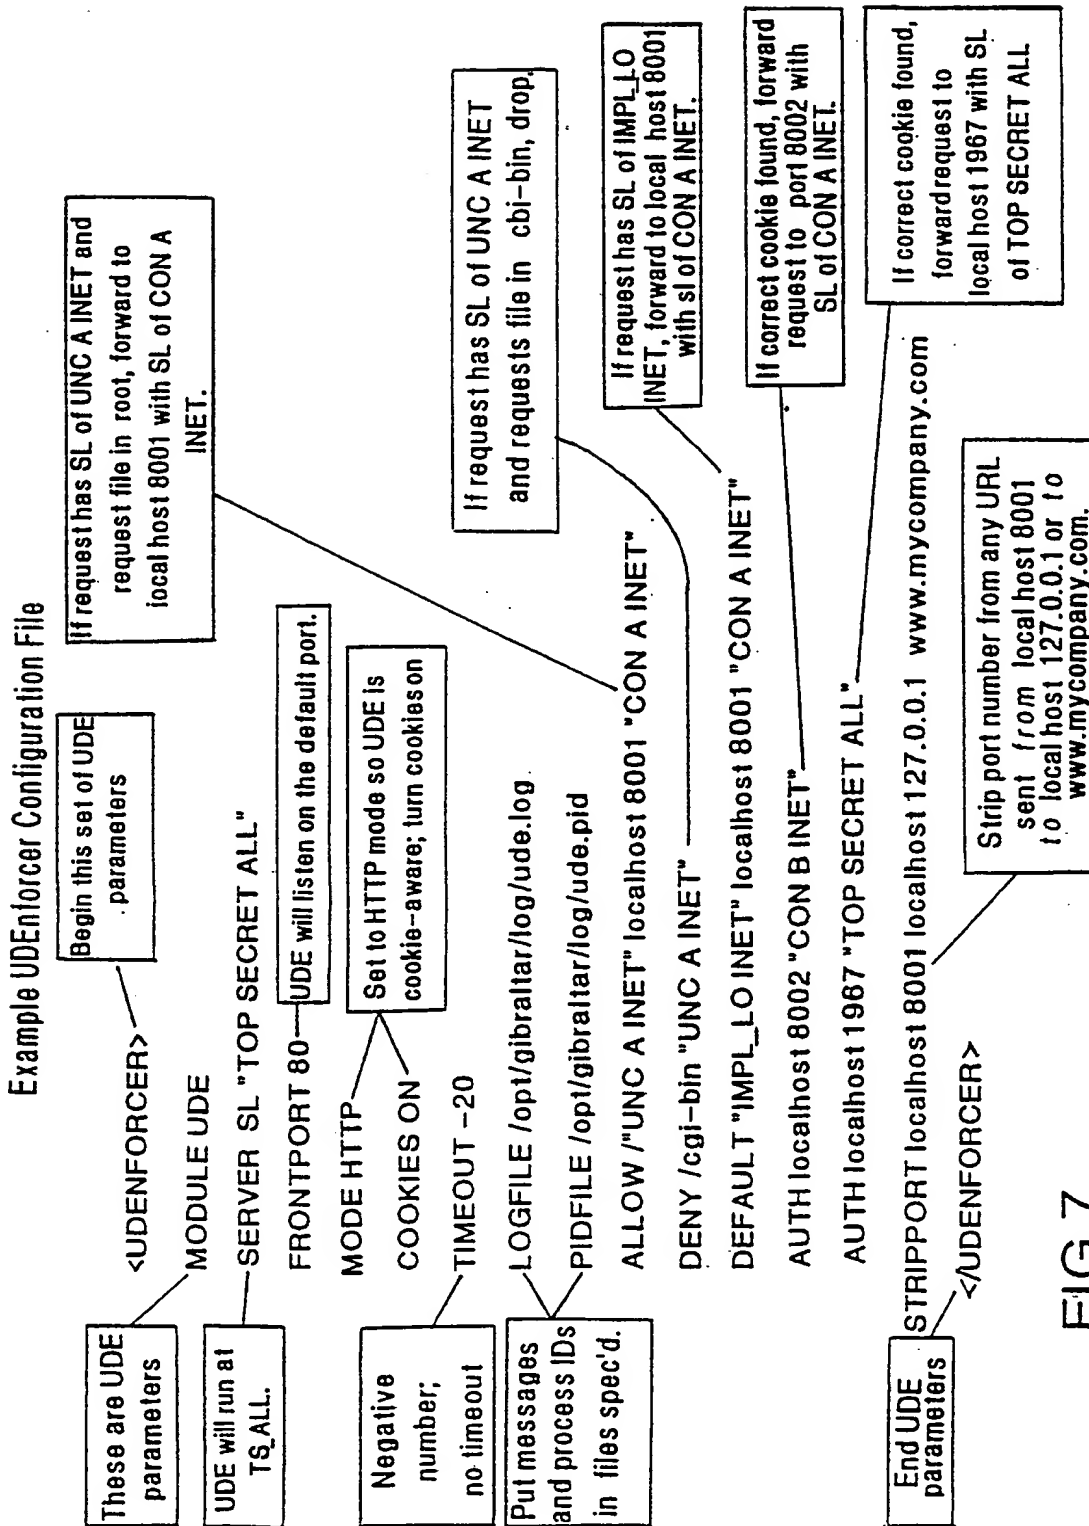 Example UDEnforcer Configuration File
Begin this set of UDE
parameters
<UDENFORCER>
These are UDE
parameters
MODULE UDE
UDE will run at
TS_ALL.
SERVER SL "TOP SECRET ALL"
FRONTPORT 80
UDE will listen on the default port.
MODE HTTP
COOKIES ON
Set to HTTP mode so UDE is
cookie-aware; turn cookies on
Negative
number;
no timeout
TIMEOUT -20
Put messages
and process IDs
in files spec'd.
LOGFILE /opt/gibraltar/log/ude.log
PIDFILE /opt/gibraltar/log/ude.pid
ALLOW /"UNC A INET" localhost 8001 "CON A INET"
If request has SL of UNC A INET and
request file in root, forward to
local host 8001 with SL of CON A
INET.
DENY /cgi-bin "UNC A INET"
If request has SL of UNC A INET
and requests file in cbi-bin, drop.
DEFAULT "IMPL_LO INET" localhost 8001 "CON A INET"
If request has SL of IMPL_LO
INET, forward to local host 8001
with sl of CON A INET.
AUTH localhost 8002 "CON B INET"
If correct cookie found, forward
request to port 8002 with
SL of CON A INET.
AUTH localhost 1967 "TOP SECRET ALL"
If correct cookie found,
forward request to
local host 1967 with SL
of TOP SECRET ALL
STRIPPORT localhost 8001 localhost 127.0.0.1 www.mycompany.com
Strip port number from any URL
sent from local host 8001
to local host 127.0.0.1 or to
www.mycompany.com.
End UDE
parameters
</UDENFORCER>
FIG 7